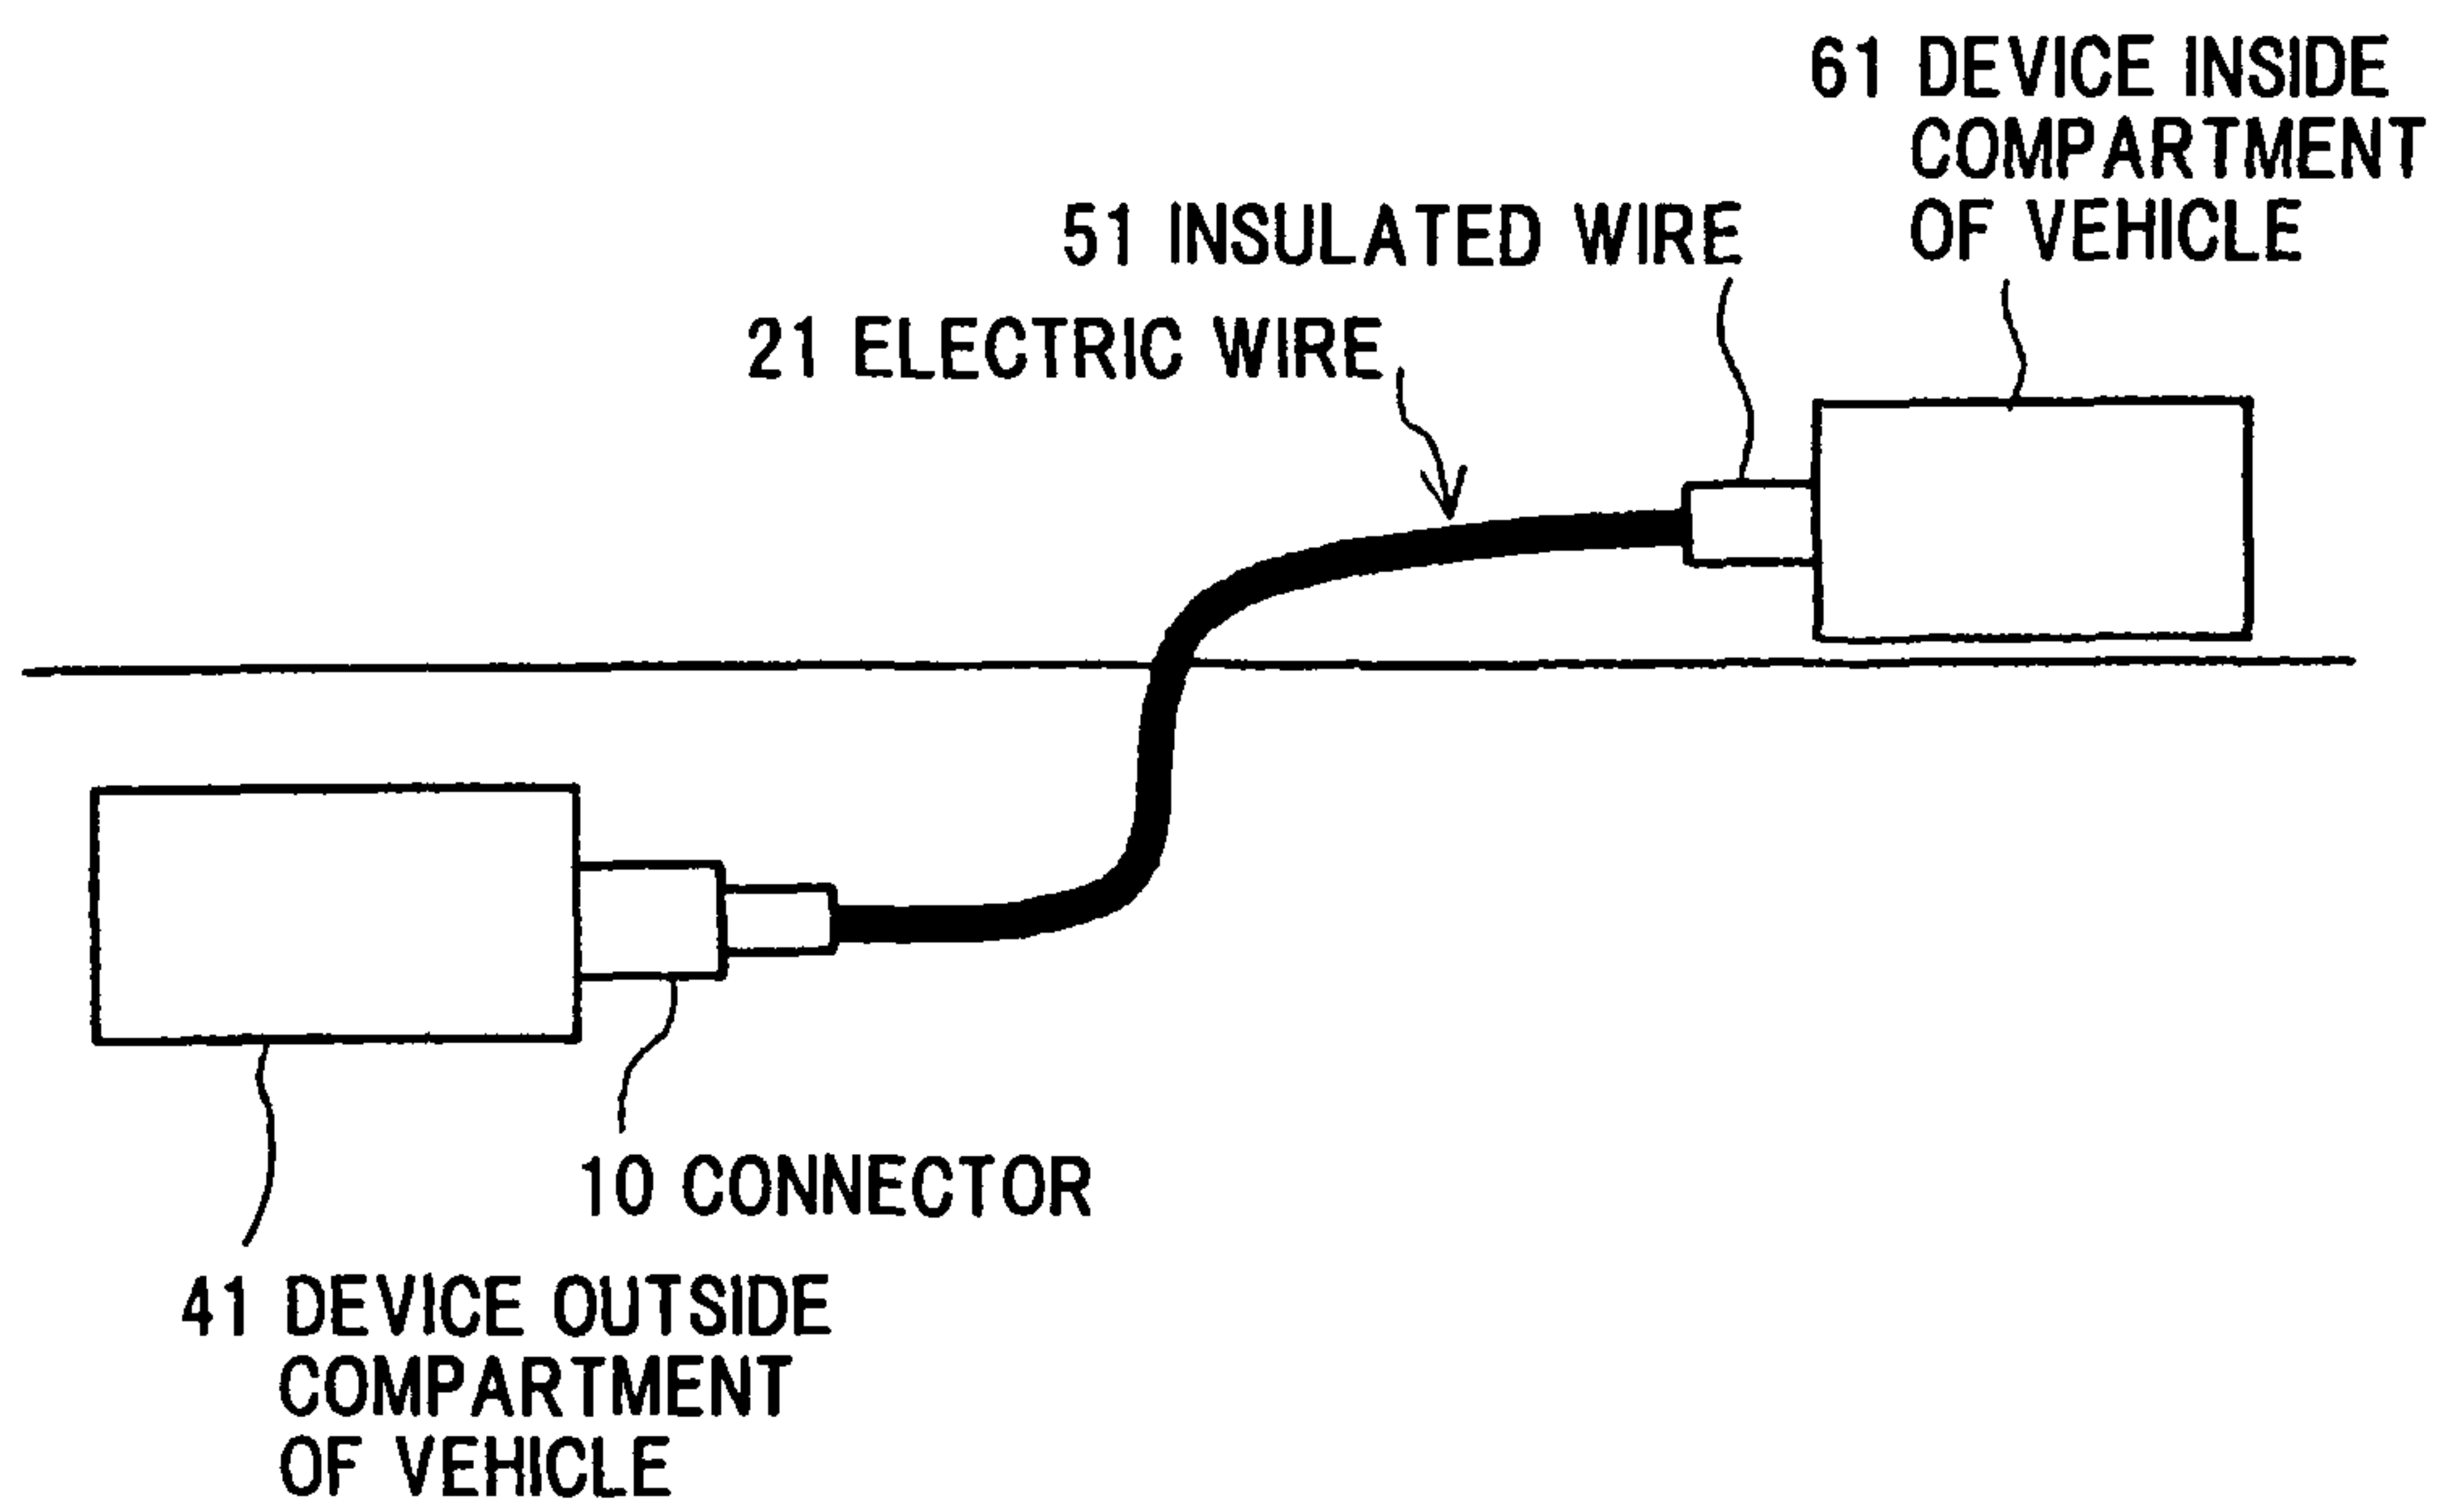 61 DEVICE INSIDE
COMPARTMENT
OF VEHICLE
51 INSULATED WIRE
21 ELECTRIC WIRE
10 CONNECTOR
41 DEVICE OUTSIDE
COMPARTMENT
OF VEHICLE